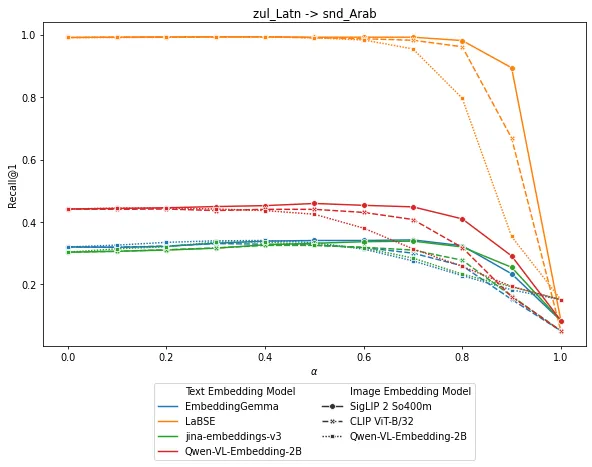 zul_Latn -> snd_Arab
1.0
0.8
0.6
0.4
0.2
Recall@1
0.0 0.2 0.4 0.6 0.8 1.0
α
Text Embedding Model Image Embedding Model
EmbeddingGemma SigLIP 2 So400m
LaBSE CLIP ViT-B/32
jina-embeddings-v3 Qwen-VL-Embedding-2B
Qwen-VL-Embedding-2B